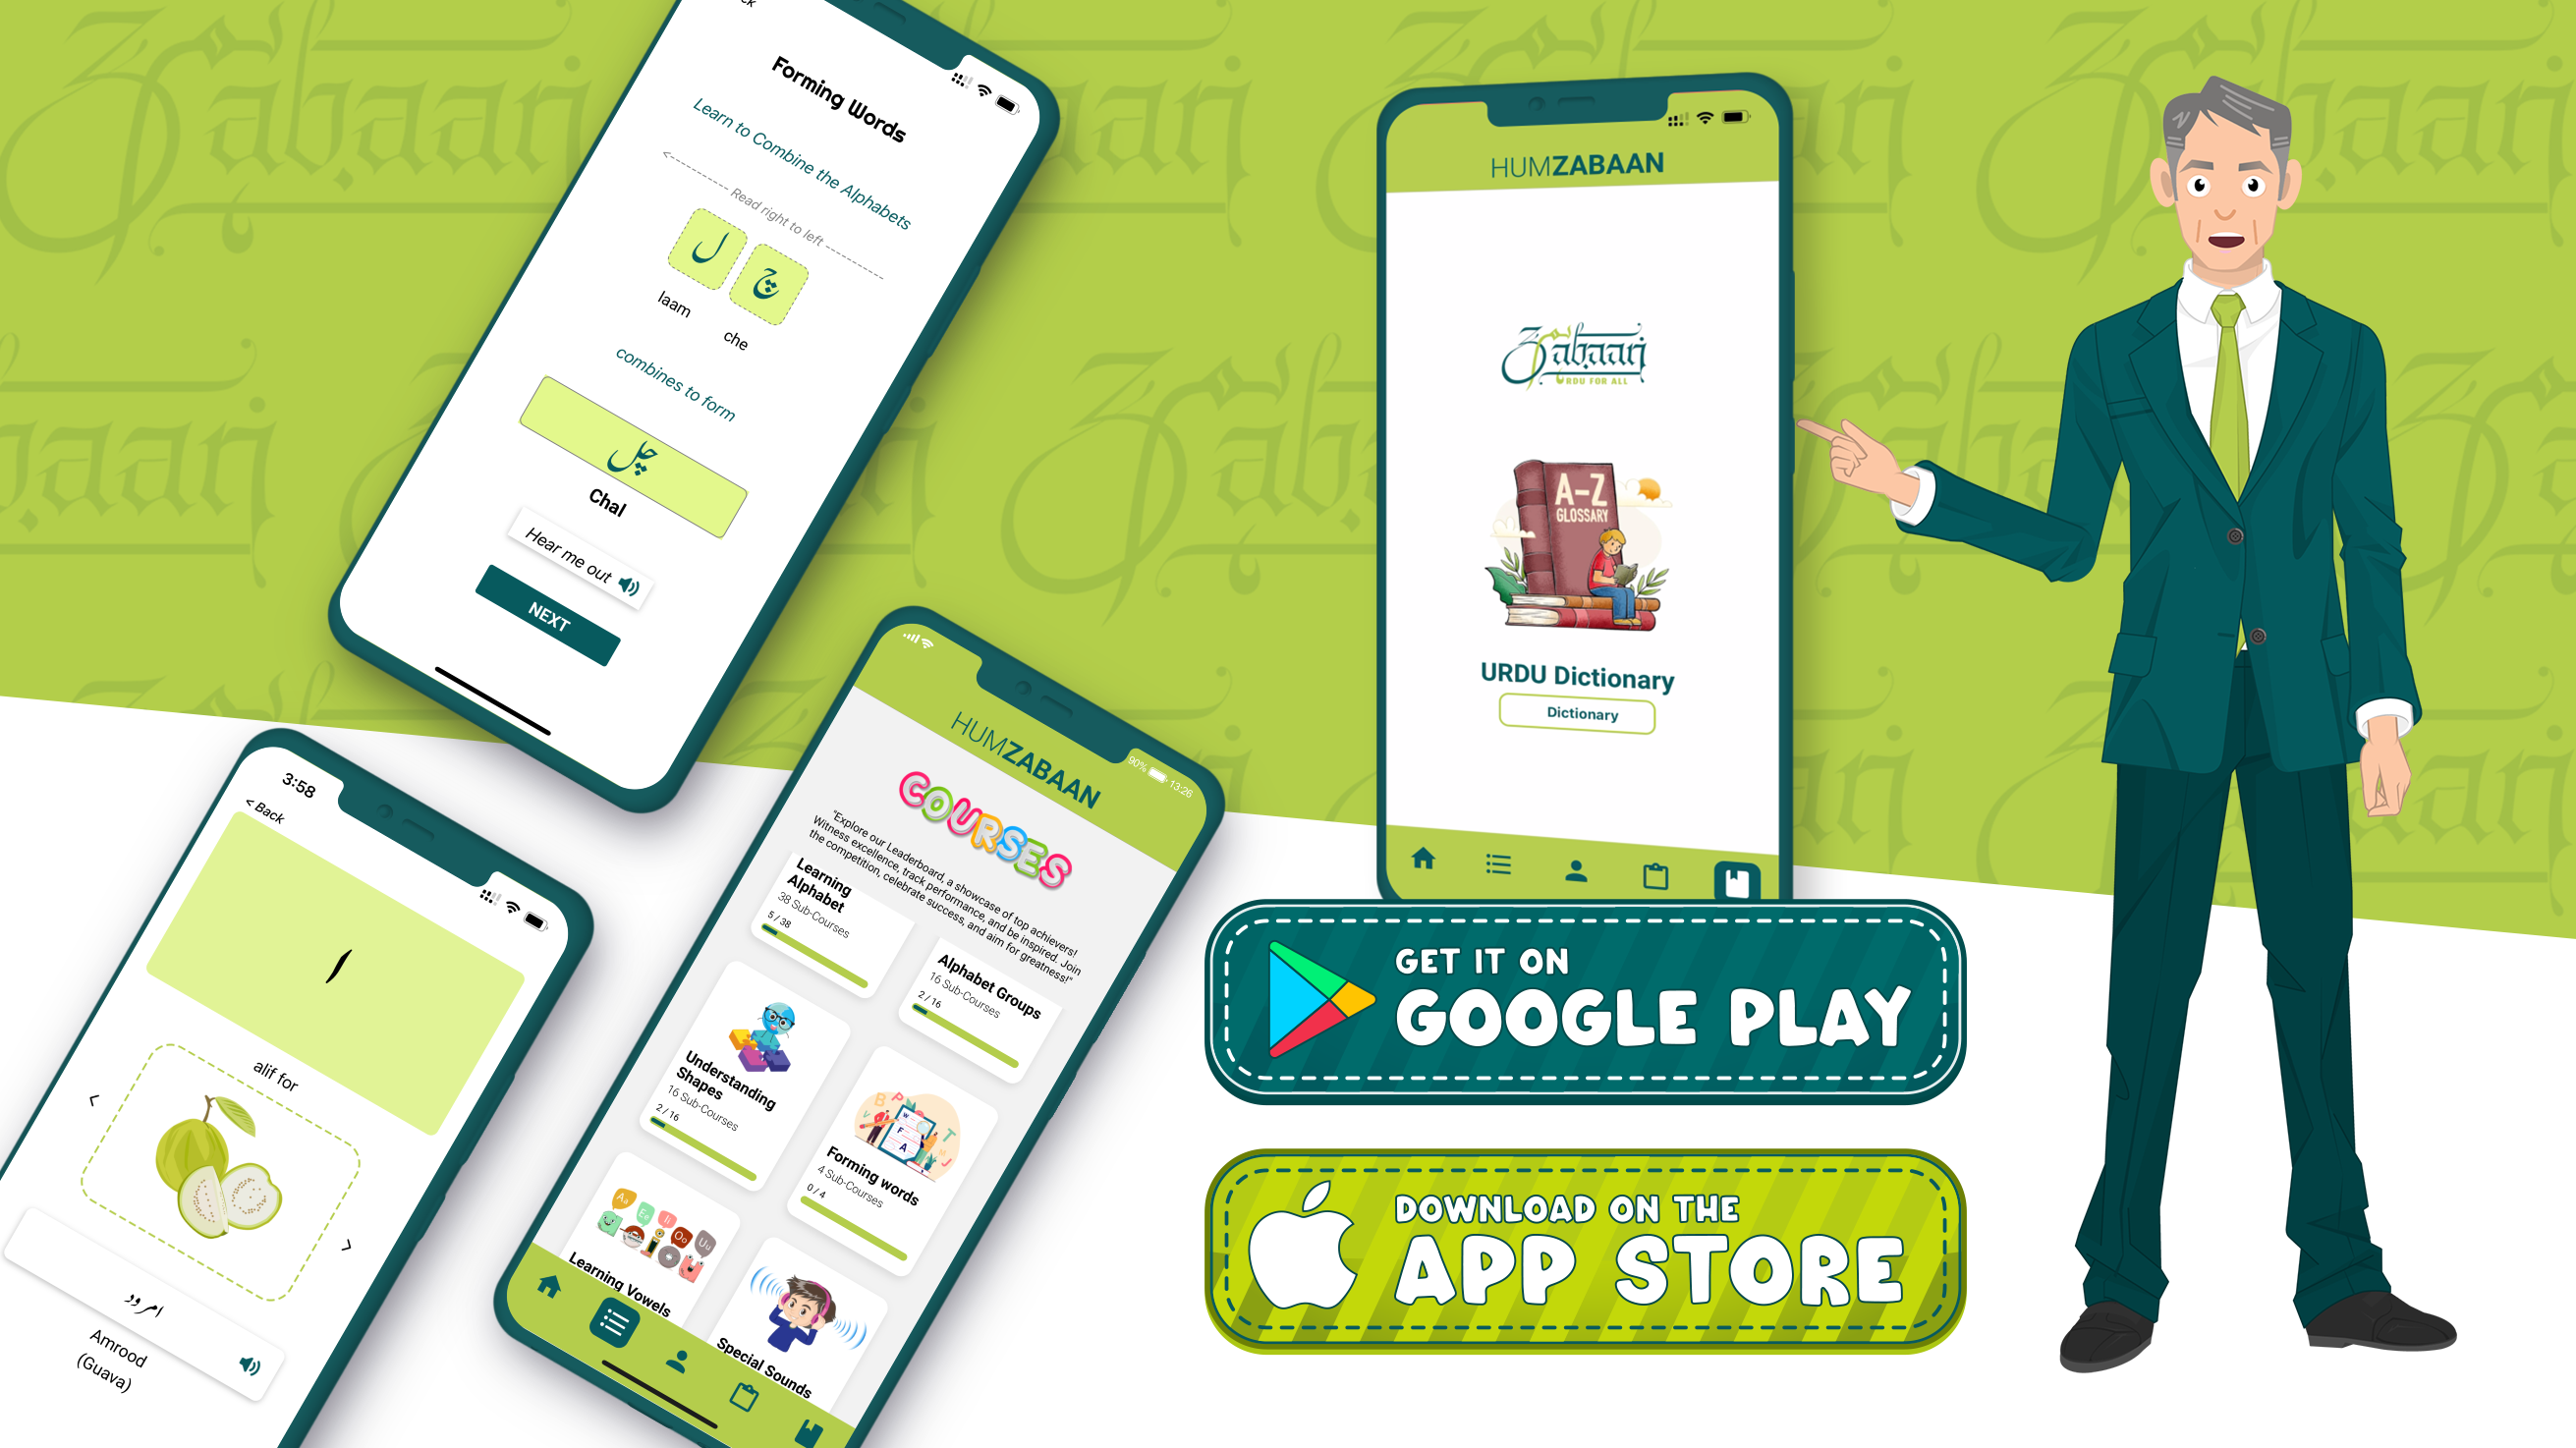 Forming Words
Learn to Combine the Alphabets
<--------- Read right to left ---------
ل چ
laam
che
combines to form
چل
Chal
Hear me out
NEXT
3:58
< Back
ا
alif for
امرود
Amrood
(Guava)
90% 13:26
HUMZABAAN
COURSES
"Explore our Leaderboard, a showcase of top achievers!
Witness excellence, track performance, and be inspired. Join
the competition, celebrate success, and aim for greatness!"
Learning
Alphabet
38 Sub-Courses
5 / 38
Alphabet Groups
16 Sub-Courses
2 / 16
Understanding
Shapes
16 Sub-Courses
2 / 16
Forming words
4 Sub-Courses
0 / 4
Aa Ee Ii Oo Uu
Learning Vowels
Special Sounds
HUMZABAAN
Zabaan
URDU FOR ALL
A-Z
GLOSSARY
URDU Dictionary
Dictionary
GET IT ON
GOOGLE PLAY
DOWNLOAD ON THE
APP STORE